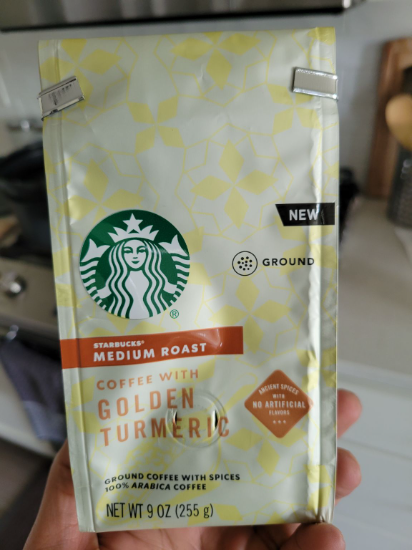 NEW
GROUND
®
STARBUCKS®
MEDIUM ROAST
COFFEE WITH
GOLDEN
TURMERIC
ANCIENT SPICES
WITH
NO ARTIFICIAL
FLAVORS
GROUND COFFEE WITH SPICES
100% ARABICA COFFEE
NET WT 9 OZ (255 g)